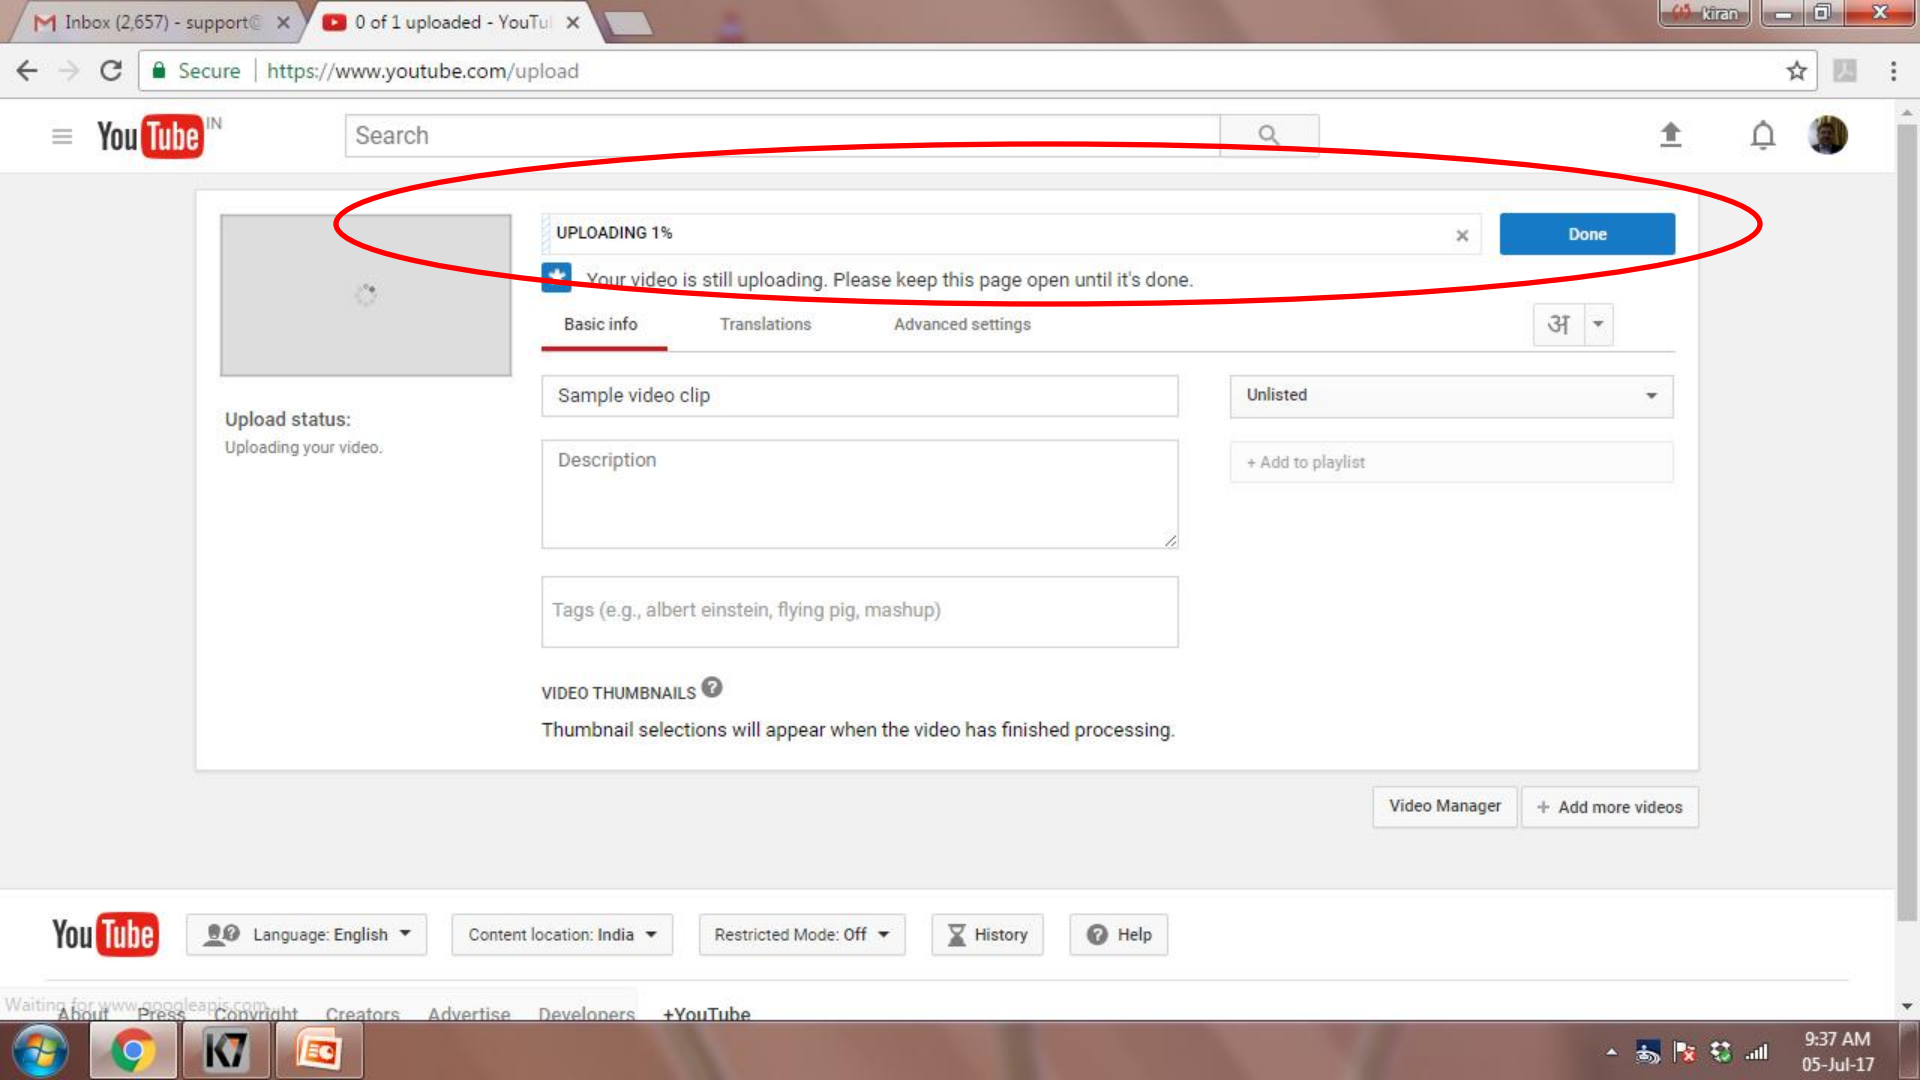 Inbox (2,657) - support@
0 of 1 uploaded - YouTu
kiran
Secure
https://www.youtube.com/upload
YouTube IN
Search
UPLOADING 1%
Done
Your video is still uploading. Please keep this page open until it's done.
Basic info
Translations
Advanced settings
अ
Sample video clip
Unlisted
Upload status:
Uploading your video.
Description
+ Add to playlist
Tags (e.g., albert einstein, flying pig, mashup)
VIDEO THUMBNAILS ?
Thumbnail selections will appear when the video has finished processing.
Video Manager
+ Add more videos
YouTube
Language: English
Content location: India
Restricted Mode: Off
History
Help
Waiting for www.googleapis.com...
About Press Copyright Creators Advertise Developers +YouTube
K7
9:37 AM
05-Jul-17